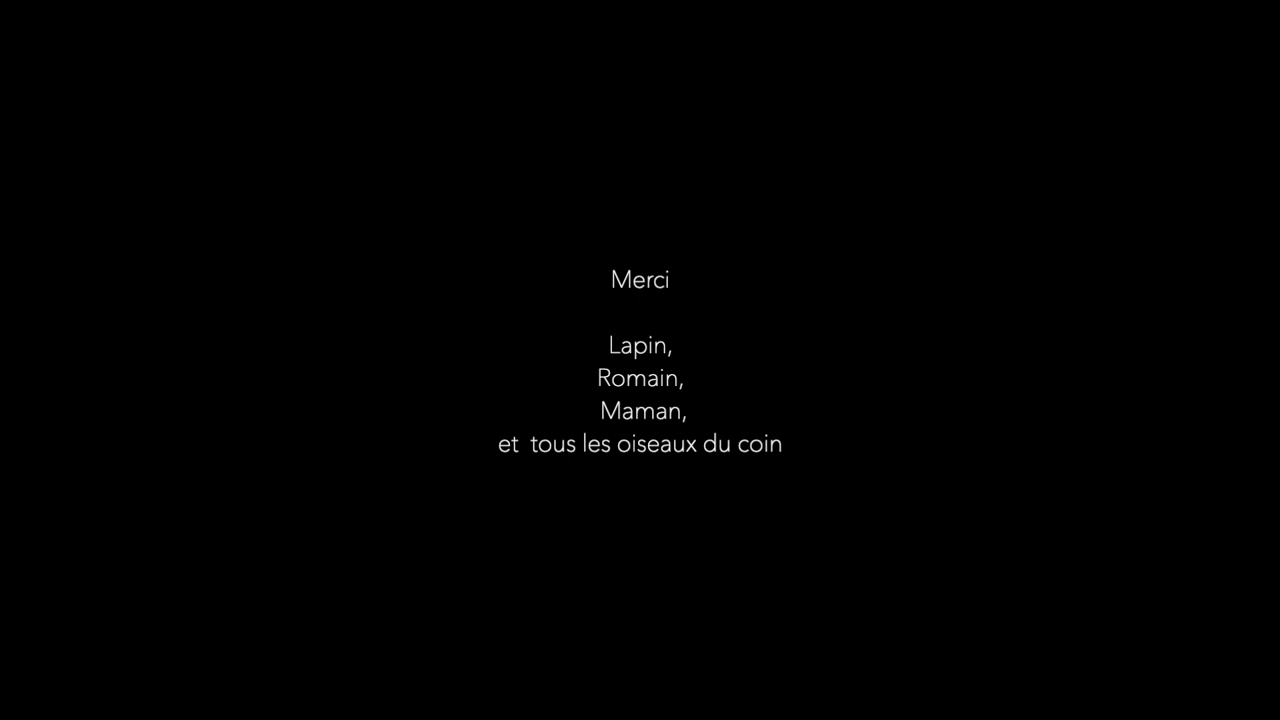 Merci
Lapin,
Romain,
Maman,
et  tous les oiseaux du coin